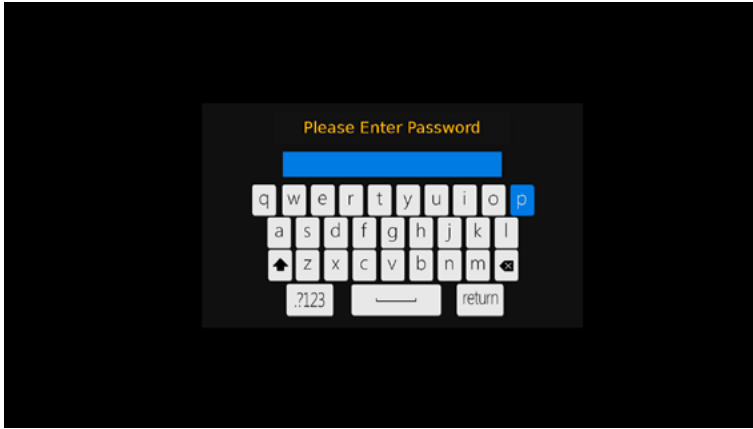 Please Enter Password
q w e r t y u i o p
a s d f g h j k l
z x c v b n m
.?123 return